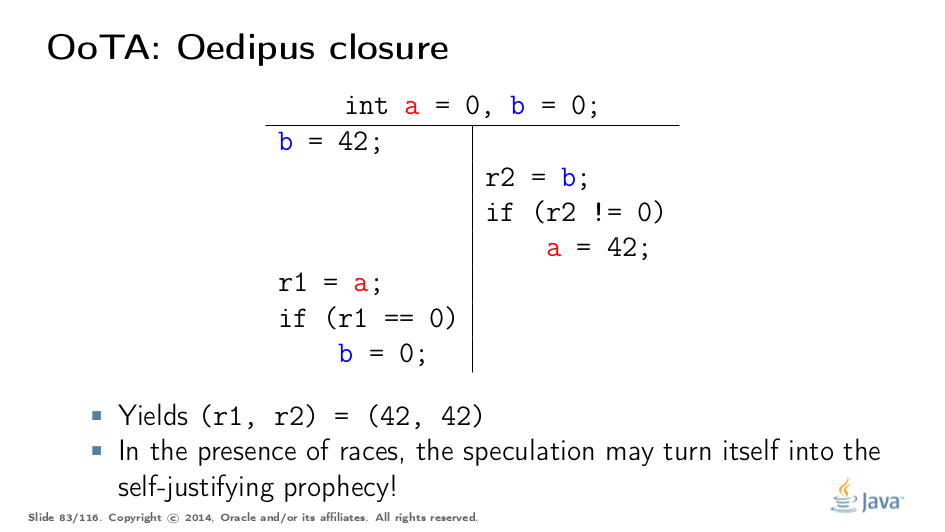 OoTA: Oedipus closure
int a = 0, b = 0;
b = 42;
r2 = b;
if (r2 != 0)
a = 42;
r1 = a;
if (r1 == 0)
b = 0;
Yields (r1, r2) = (42, 42)
In the presence of races, the speculation may turn itself into the
self-justifying prophecy!
Java
Slide 83/116. Copyright © 2014, Oracle and/or its affiliates. All rights reserved.